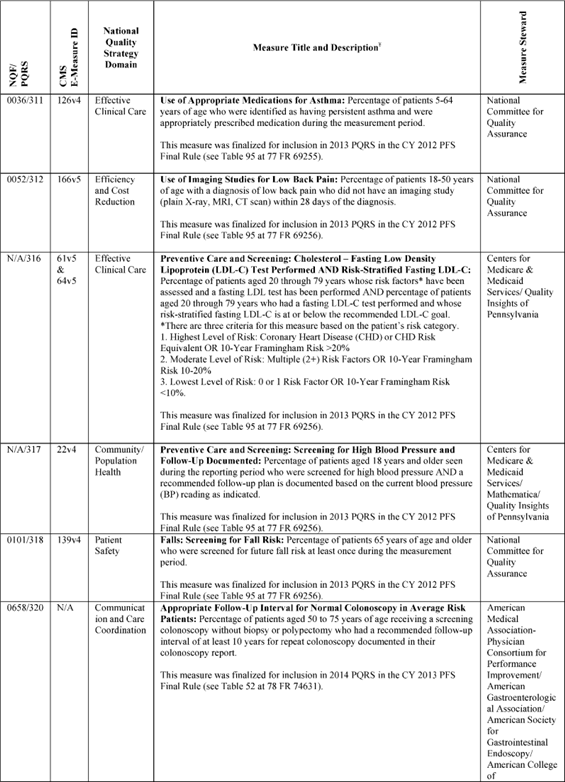 NQF/
PQRS
CMS
E-Measure ID
National
Quality
Strategy
Domain
Measure Title and Description¥
Measure Steward
0036/311
126v4
Effective
Clinical Care
Use of Appropriate Medications for Asthma: Percentage of patients 5-64
years of age who were identified as having persistent asthma and were
appropriately prescribed medication during the measurement period.
This measure was finalized for inclusion in 2013 PQRS in the CY 2012 PFS
Final Rule (see Table 95 at 77 FR 69255).
National
Committee for
Quality
Assurance
0052/312
166v5
Efficiency
and Cost
Reduction
Use of Imaging Studies for Low Back Pain: Percentage of patients 18-50 years
of age with a diagnosis of low back pain who did not have an imaging study
(plain X-ray, MRI, CT scan) within 28 days of the diagnosis.
This measure was finalized for inclusion in 2013 PQRS in the CY 2012 PFS
Final Rule (see Table 95 at 77 FR 69256).
National
Committee for
Quality
Assurance
N/A/316
61v5
&
64v5
Effective
Clinical Care
Preventive Care and Screening: Cholesterol – Fasting Low Density
Lipoprotein (LDL-C) Test Performed AND Risk-Stratified Fasting LDL-C:
Percentage of patients aged 20 through 79 years whose risk factors* have been
assessed and a fasting LDL test has been performed AND percentage of patients
aged 20 through 79 years who had a fasting LDL-C test performed and whose
risk-stratified fasting LDL-C is at or below the recommended LDL-C goal.
*There are three criteria for this measure based on the patient's risk category.
1. Highest Level of Risk: Coronary Heart Disease (CHD) or CHD Risk
Equivalent OR 10-Year Framingham Risk >20%
2. Moderate Level of Risk: Multiple (2+) Risk Factors OR 10-Year Framingham
Risk 10-20%
3. Lowest Level of Risk: 0 or 1 Risk Factor OR 10-Year Framingham Risk
<10%.
This measure was finalized for inclusion in 2013 PQRS in the CY 2012 PFS
Final Rule (see Table 95 at 77 FR 69256).
Centers for
Medicare &
Medicaid
Services/ Quality
Insights of
Pennsylvania
N/A/317
22v4
Community/
Population
Health
Preventive Care and Screening: Screening for High Blood Pressure and
Follow-Up Documented: Percentage of patients aged 18 years and older seen
during the reporting period who were screened for high blood pressure AND a
recommended follow-up plan is documented based on the current blood pressure
(BP) reading as indicated.
This measure was finalized for inclusion in 2013 PQRS in the CY 2012 PFS
Final Rule (see Table 95 at 77 FR 69256).
Centers for
Medicare &
Medicaid
Services/
Mathematica/
Quality Insights
of Pennsylvania
0101/318
139v4
Patient
Safety
Falls: Screening for Fall Risk: Percentage of patients 65 years of age and older
who were screened for future fall risk at least once during the measurement
period.
This measure was finalized for inclusion in 2013 PQRS in the CY 2012 PFS
Final Rule (see Table 95 at 77 FR 69256).
National
Committee for
Quality
Assurance
0658/320
N/A
Communicat
ion and Care
Coordination
Appropriate Follow-Up Interval for Normal Colonoscopy in Average Risk
Patients: Percentage of patients aged 50 to 75 years of age receiving a screening
colonoscopy without biopsy or polypectomy who had a recommended follow-up
interval of at least 10 years for repeat colonoscopy documented in their
colonoscopy report.
This measure was finalized for inclusion in 2014 PQRS in the CY 2013 PFS
Final Rule (see Table 52 at 78 FR 74631).
American
Medical
Association-
Physician
Consortium for
Performance
Improvement/
American
Gastroenterologic
al Association/
American Society
for
Gastrointestinal
Endoscopy/
American College
of